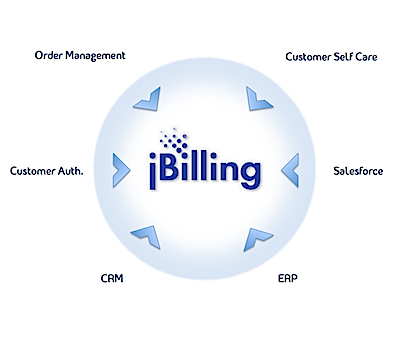 Order Management
Customer Self Care
jBilling
Customer Auth.
Salesforce
CRM
ERP